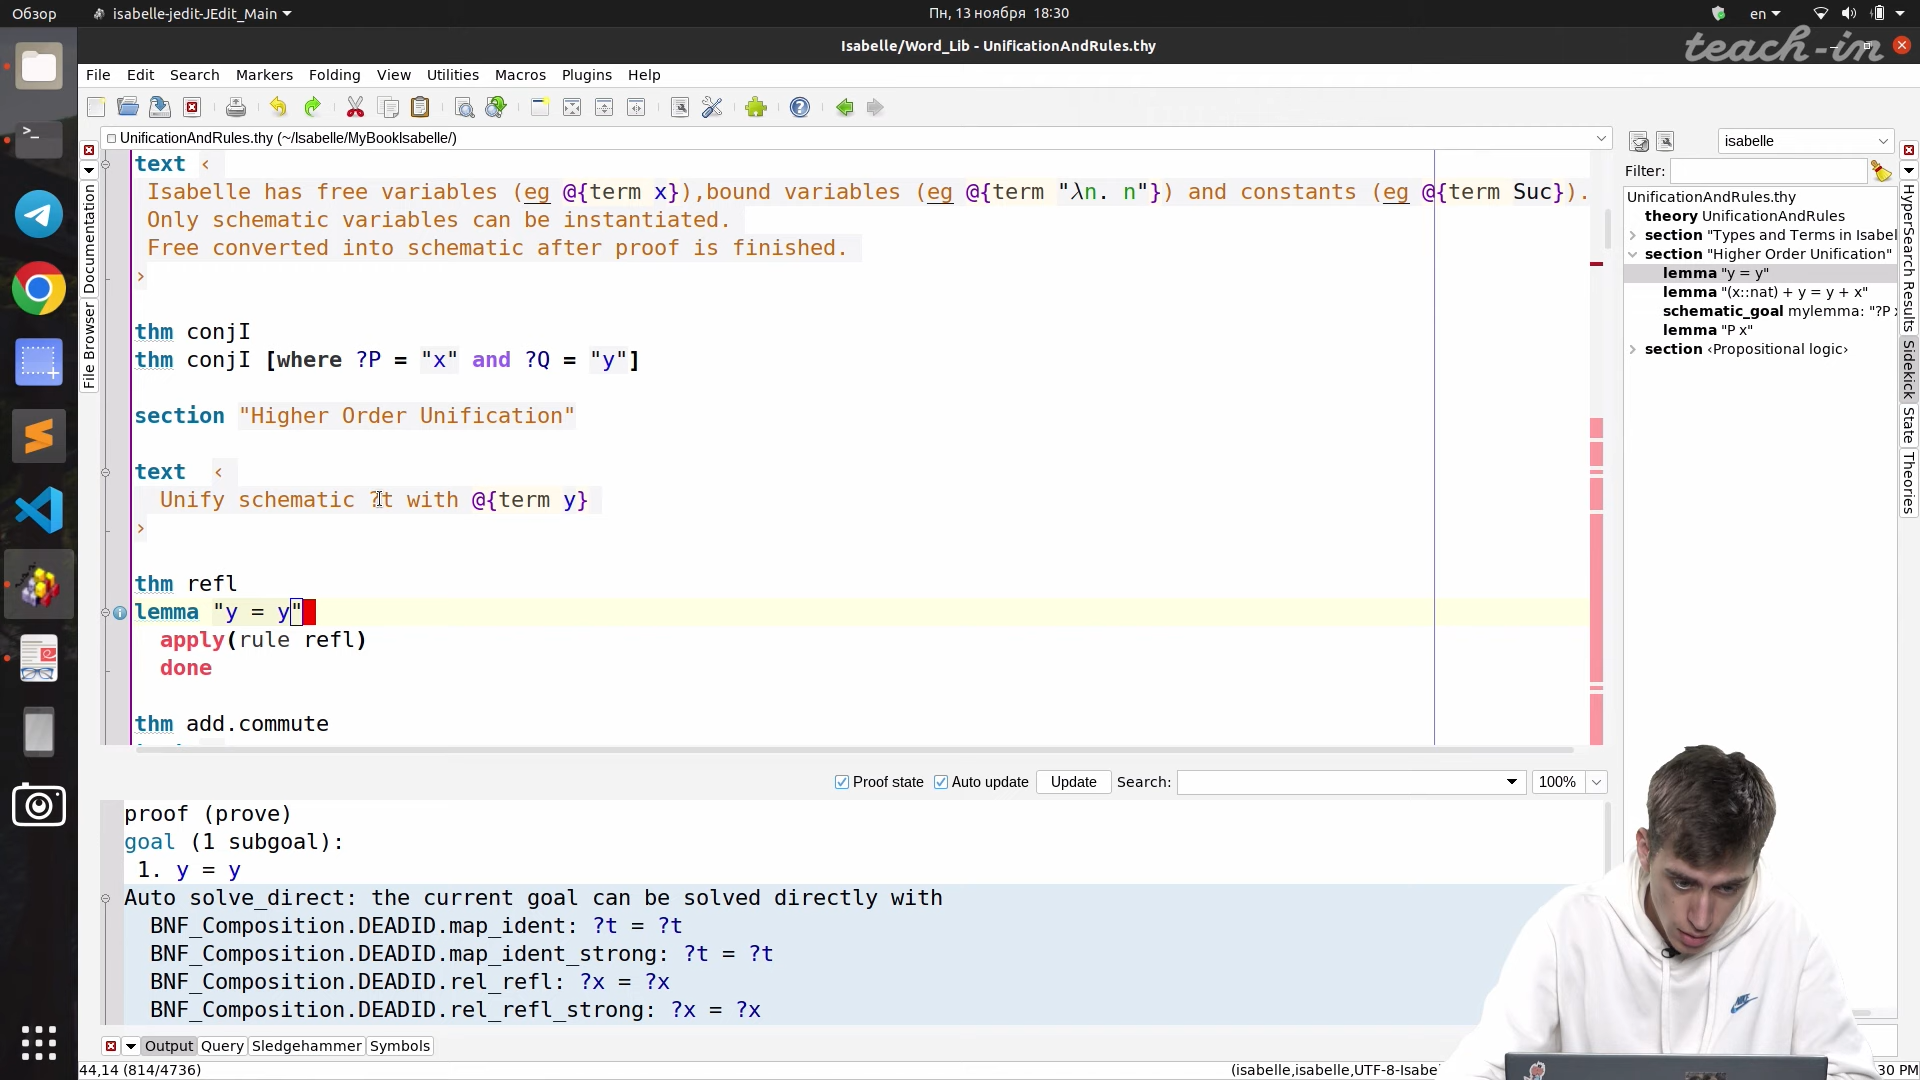 Обзор
isabelle-jedit-JEdit_Main
Пн, 13 ноября 18:30
en
teach-in
Isabelle/Word_Lib - UnificationAndRules.thy
File Edit Search Markers Folding View Utilities Macros Plugins Help
UnificationAndRules.thy (~/Isabelle/MyBookIsabelle/)
text ‹
Isabelle has free variables (eg @{term x}),bound variables (eg @{term "λn. n"}) and constants (eg @{term Suc}).
Only schematic variables can be instantiated.
Free converted into schematic after proof is finished.
›
thm conjI
thm conjI [where ?P = "x" and ?Q = "y"]
section "Higher Order Unification"
text ‹
Unify schematic ?t with @{term y}
›
thm refl
lemma "y = y"
apply(rule refl)
done
thm add.commute
Documentation
File Browser
isabelle
Filter:
UnificationAndRules.thy
theory UnificationAndRules
section "Types and Terms in Isabel
section "Higher Order Unification"
lemma "y = y"
lemma "(x::nat) + y = y + x"
schematic_goal mylemma: "?P x
lemma "P x"
section ‹Propositional logic›
HyperSearch Results
Sidekick
State
Theories
Proof state Auto update Update Search: 100%
proof (prove)
goal (1 subgoal):
1. y = y
Auto solve_direct: the current goal can be solved directly with
BNF_Composition.DEADID.map_ident: ?t = ?t
BNF_Composition.DEADID.map_ident_strong: ?t = ?t
BNF_Composition.DEADID.rel_refl: ?x = ?x
BNF_Composition.DEADID.rel_refl_strong: ?x = ?x
Output Query Sledgehammer Symbols
44,14 (814/4736)
(isabelle,isabelle,UTF-8-Isabel
30 PM